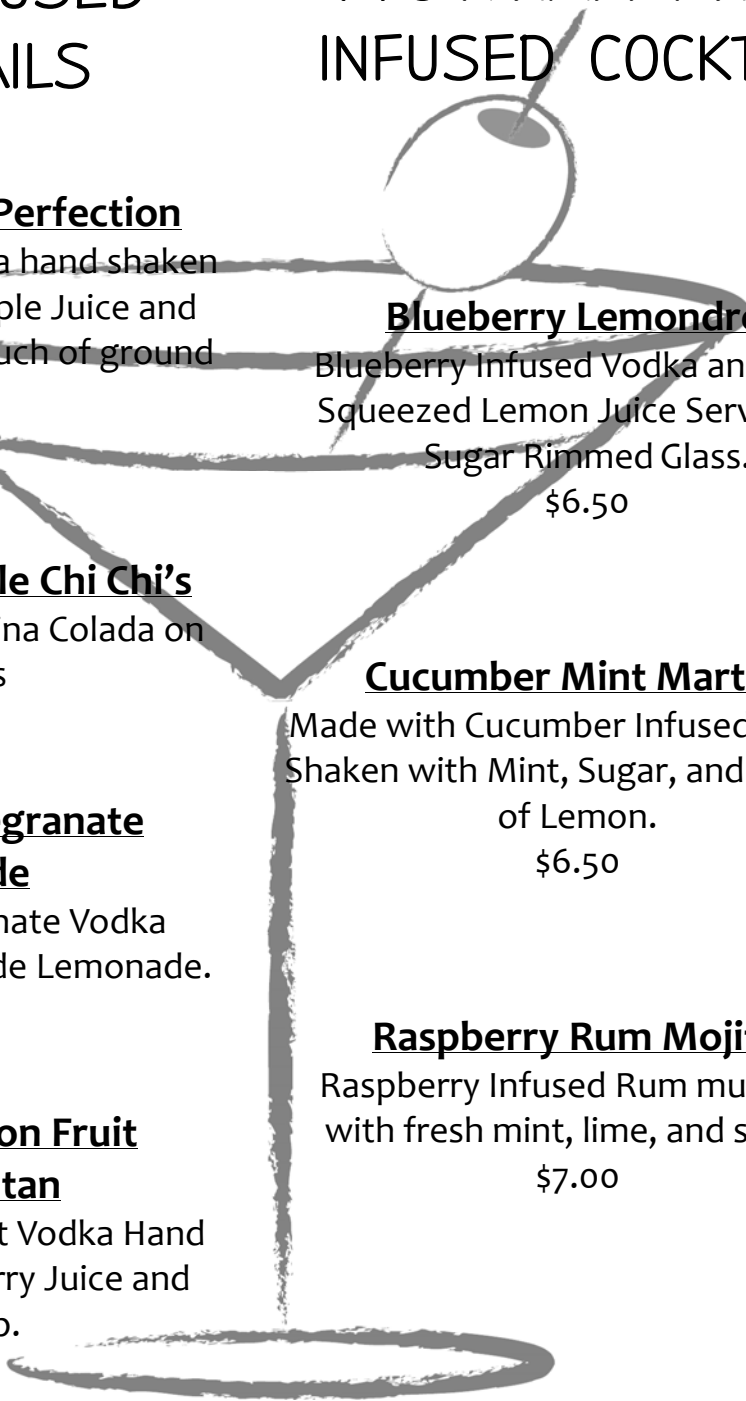 USED
AILS
Perfection
a hand shaken
ple Juice and
uch of ground
le Chi Chi’s
ina Colada on
s
granate
de
nate Vodka
de Lemonade.
on Fruit
tan
t Vodka Hand
rry Juice and
INFUSED COCKT
Blueberry Lemondro
Blueberry Infused Vodka an
Squeezed Lemon Juice Serv
Sugar Rimmed Glass.
$6.50
Cucumber Mint Mart
Made with Cucumber Infused
Shaken with Mint, Sugar, and
of Lemon.
$6.50
Raspberry Rum Moji
Raspberry Infused Rum mu
with fresh mint, lime, and s
$7.00